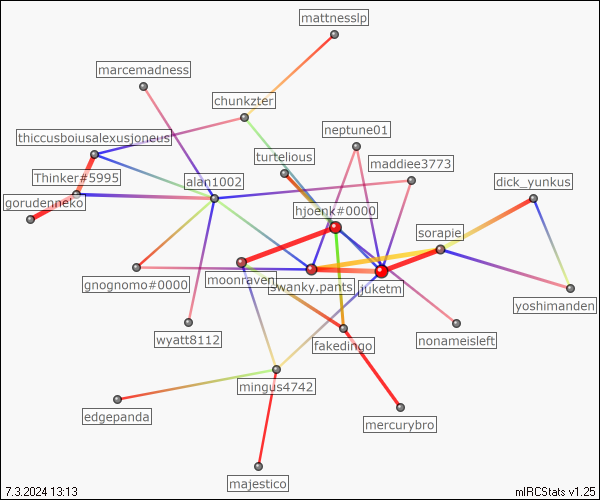 mattnesslp
marcemadness
chunkzter
neptune01
thiccusboiusalexusjoneus
turtelious
maddiee3773
Thinker#5995
alan1002
dick_yunkus
gorudenneko
hjoenk#0000
sorapie
moonraven
gnognomo#0000
swanky.pants
juketm
yoshimanden
wyatt8112
fakedingo
nonameisleft
mingus4742
edgepanda
mercurybro
majestico
7.3.2024 13:13
mIRCStats v1.25